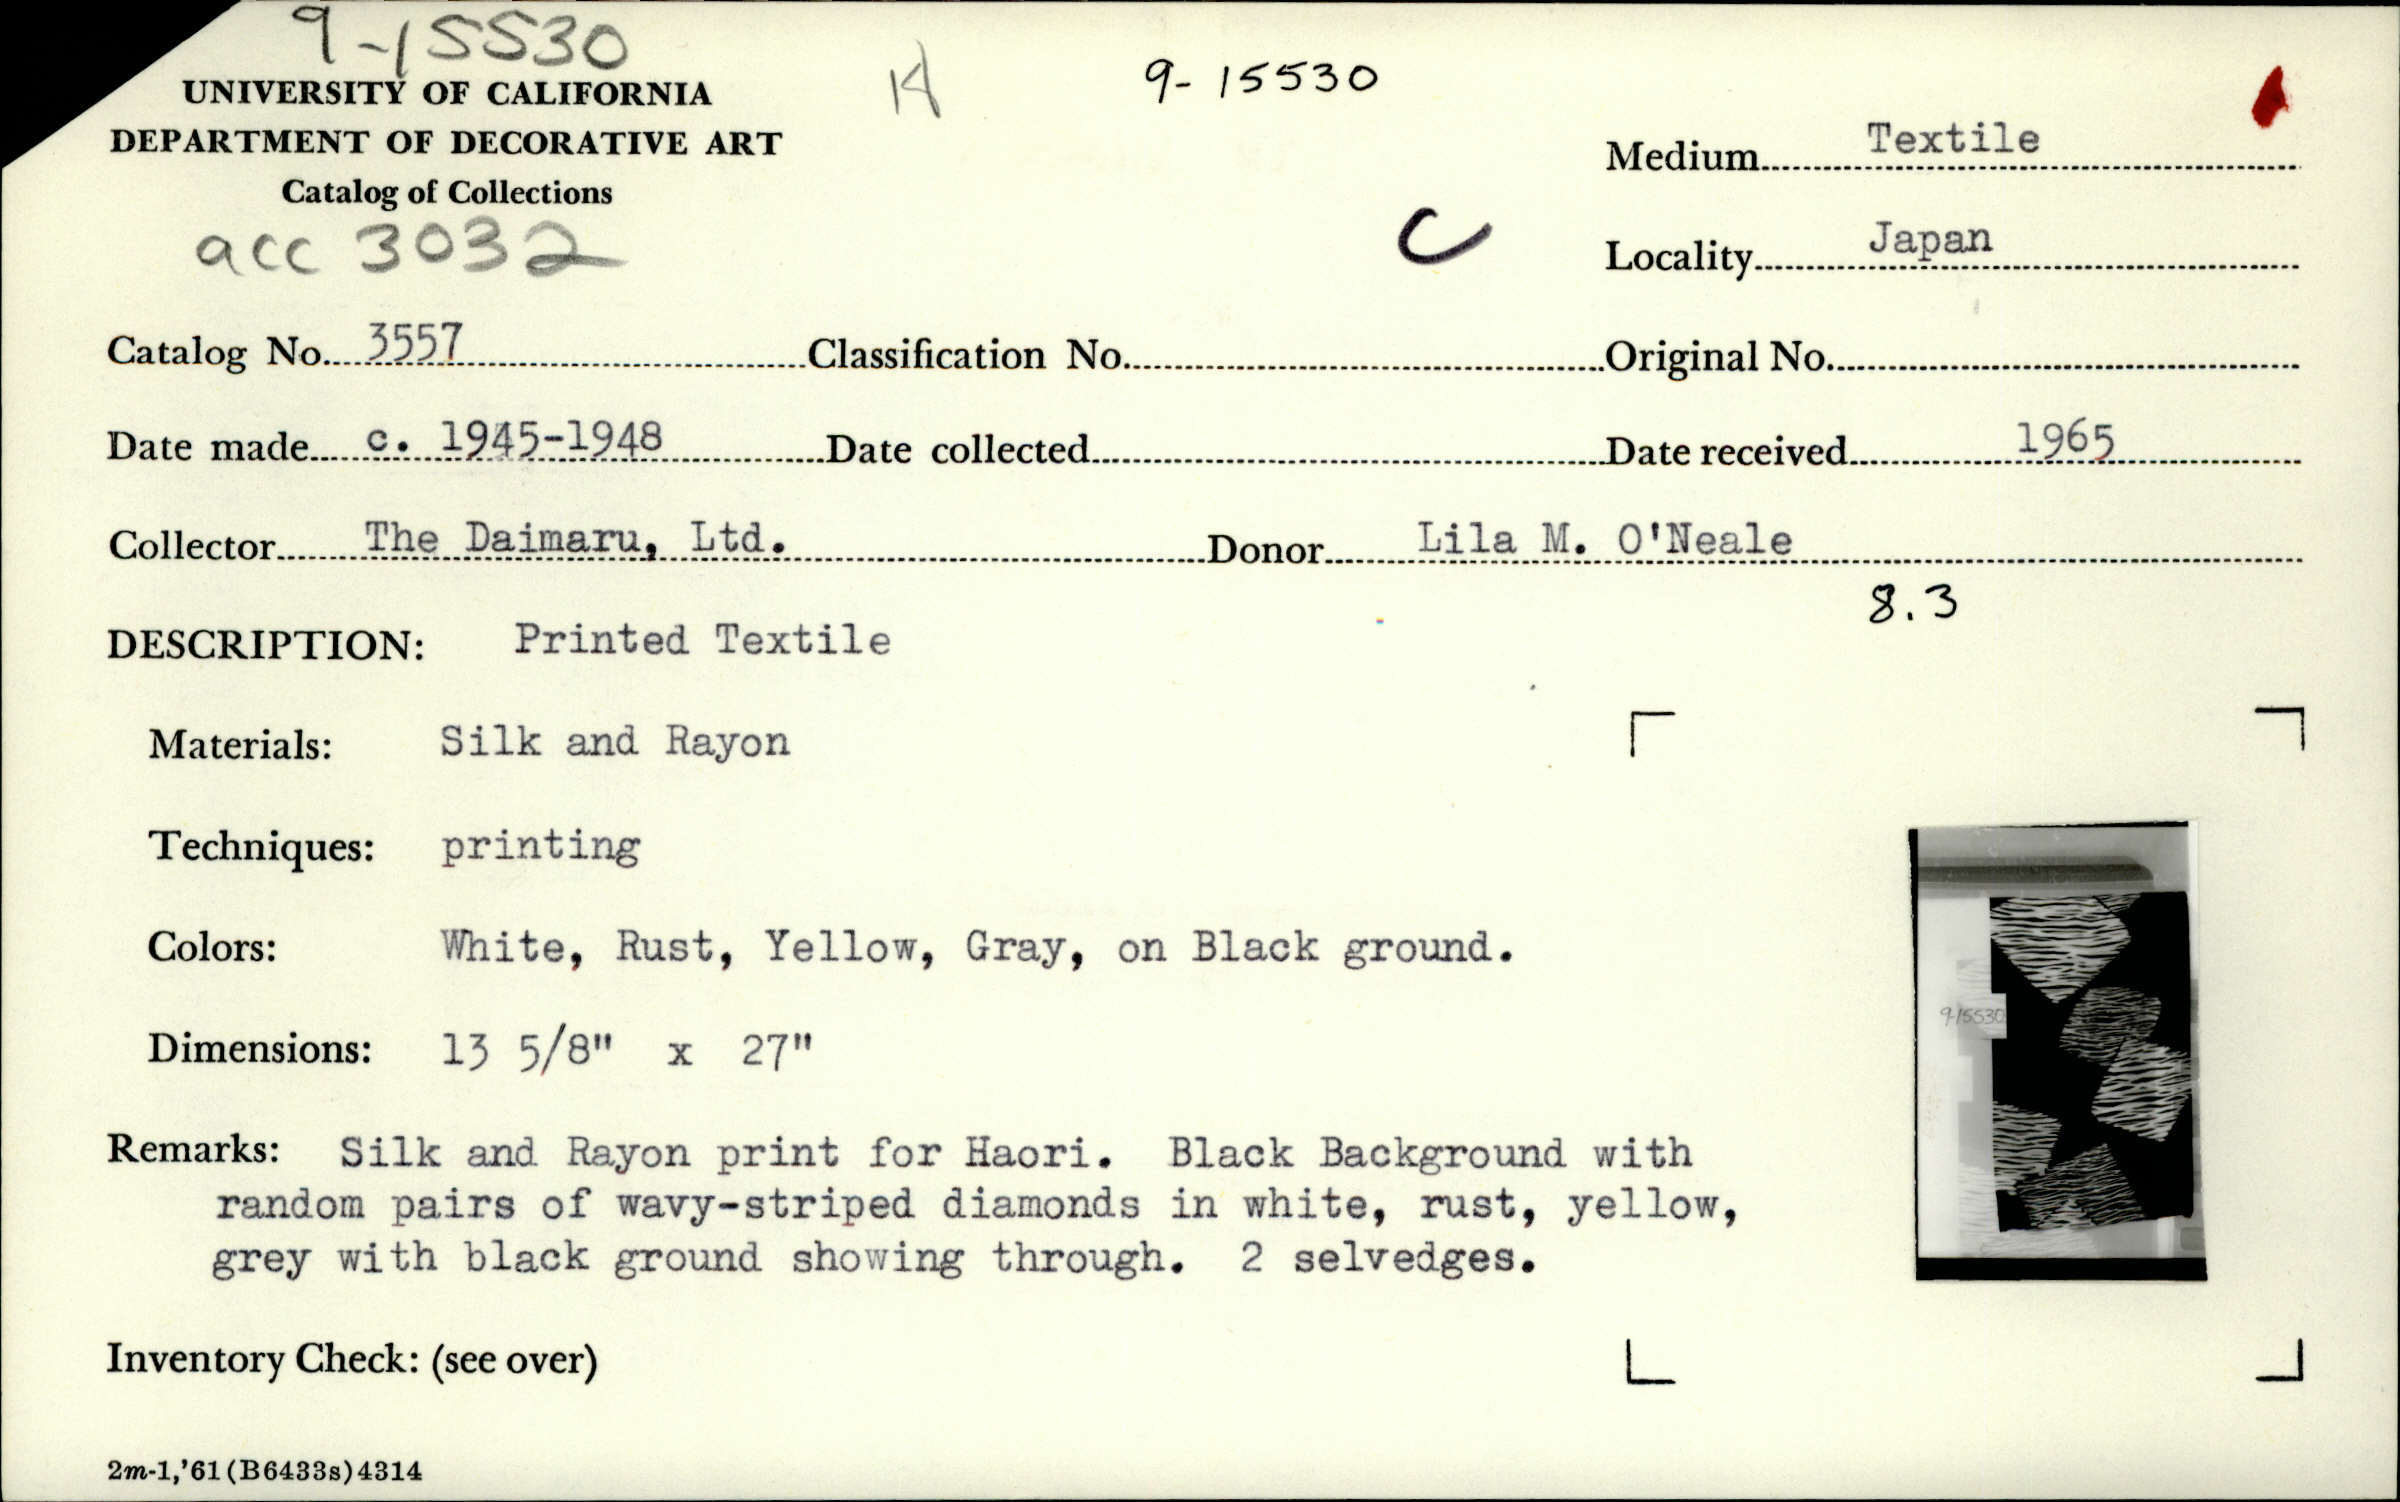 9-15530
UNIVERSITY OF CALIFORNIA
DEPARTMENT OF DECORATIVE ART
Catalog of Collections
acc 3032
9-15530
C
Medium Textile
Locality Japan
Catalog No. 3557 Classification No. Original No.
Date made c. 1945-1948 Date collected Date received 1965
Collector The Daimaru, Ltd. Donor Lila M. O'Neale
8.3
DESCRIPTION: Printed Textile
Materials: Silk and Rayon
Techniques: printing
Colors: White, Rust, Yellow, Gray, on Black ground.
Dimensions: 13 5/8" x 27"
9-15530
Remarks: Silk and Rayon print for Haori. Black Background with
random pairs of wavy-striped diamonds in white, rust, yellow,
grey with black ground showing through. 2 selvedges.
Inventory Check: (see over)
2m-1,'61(B6433s)4314